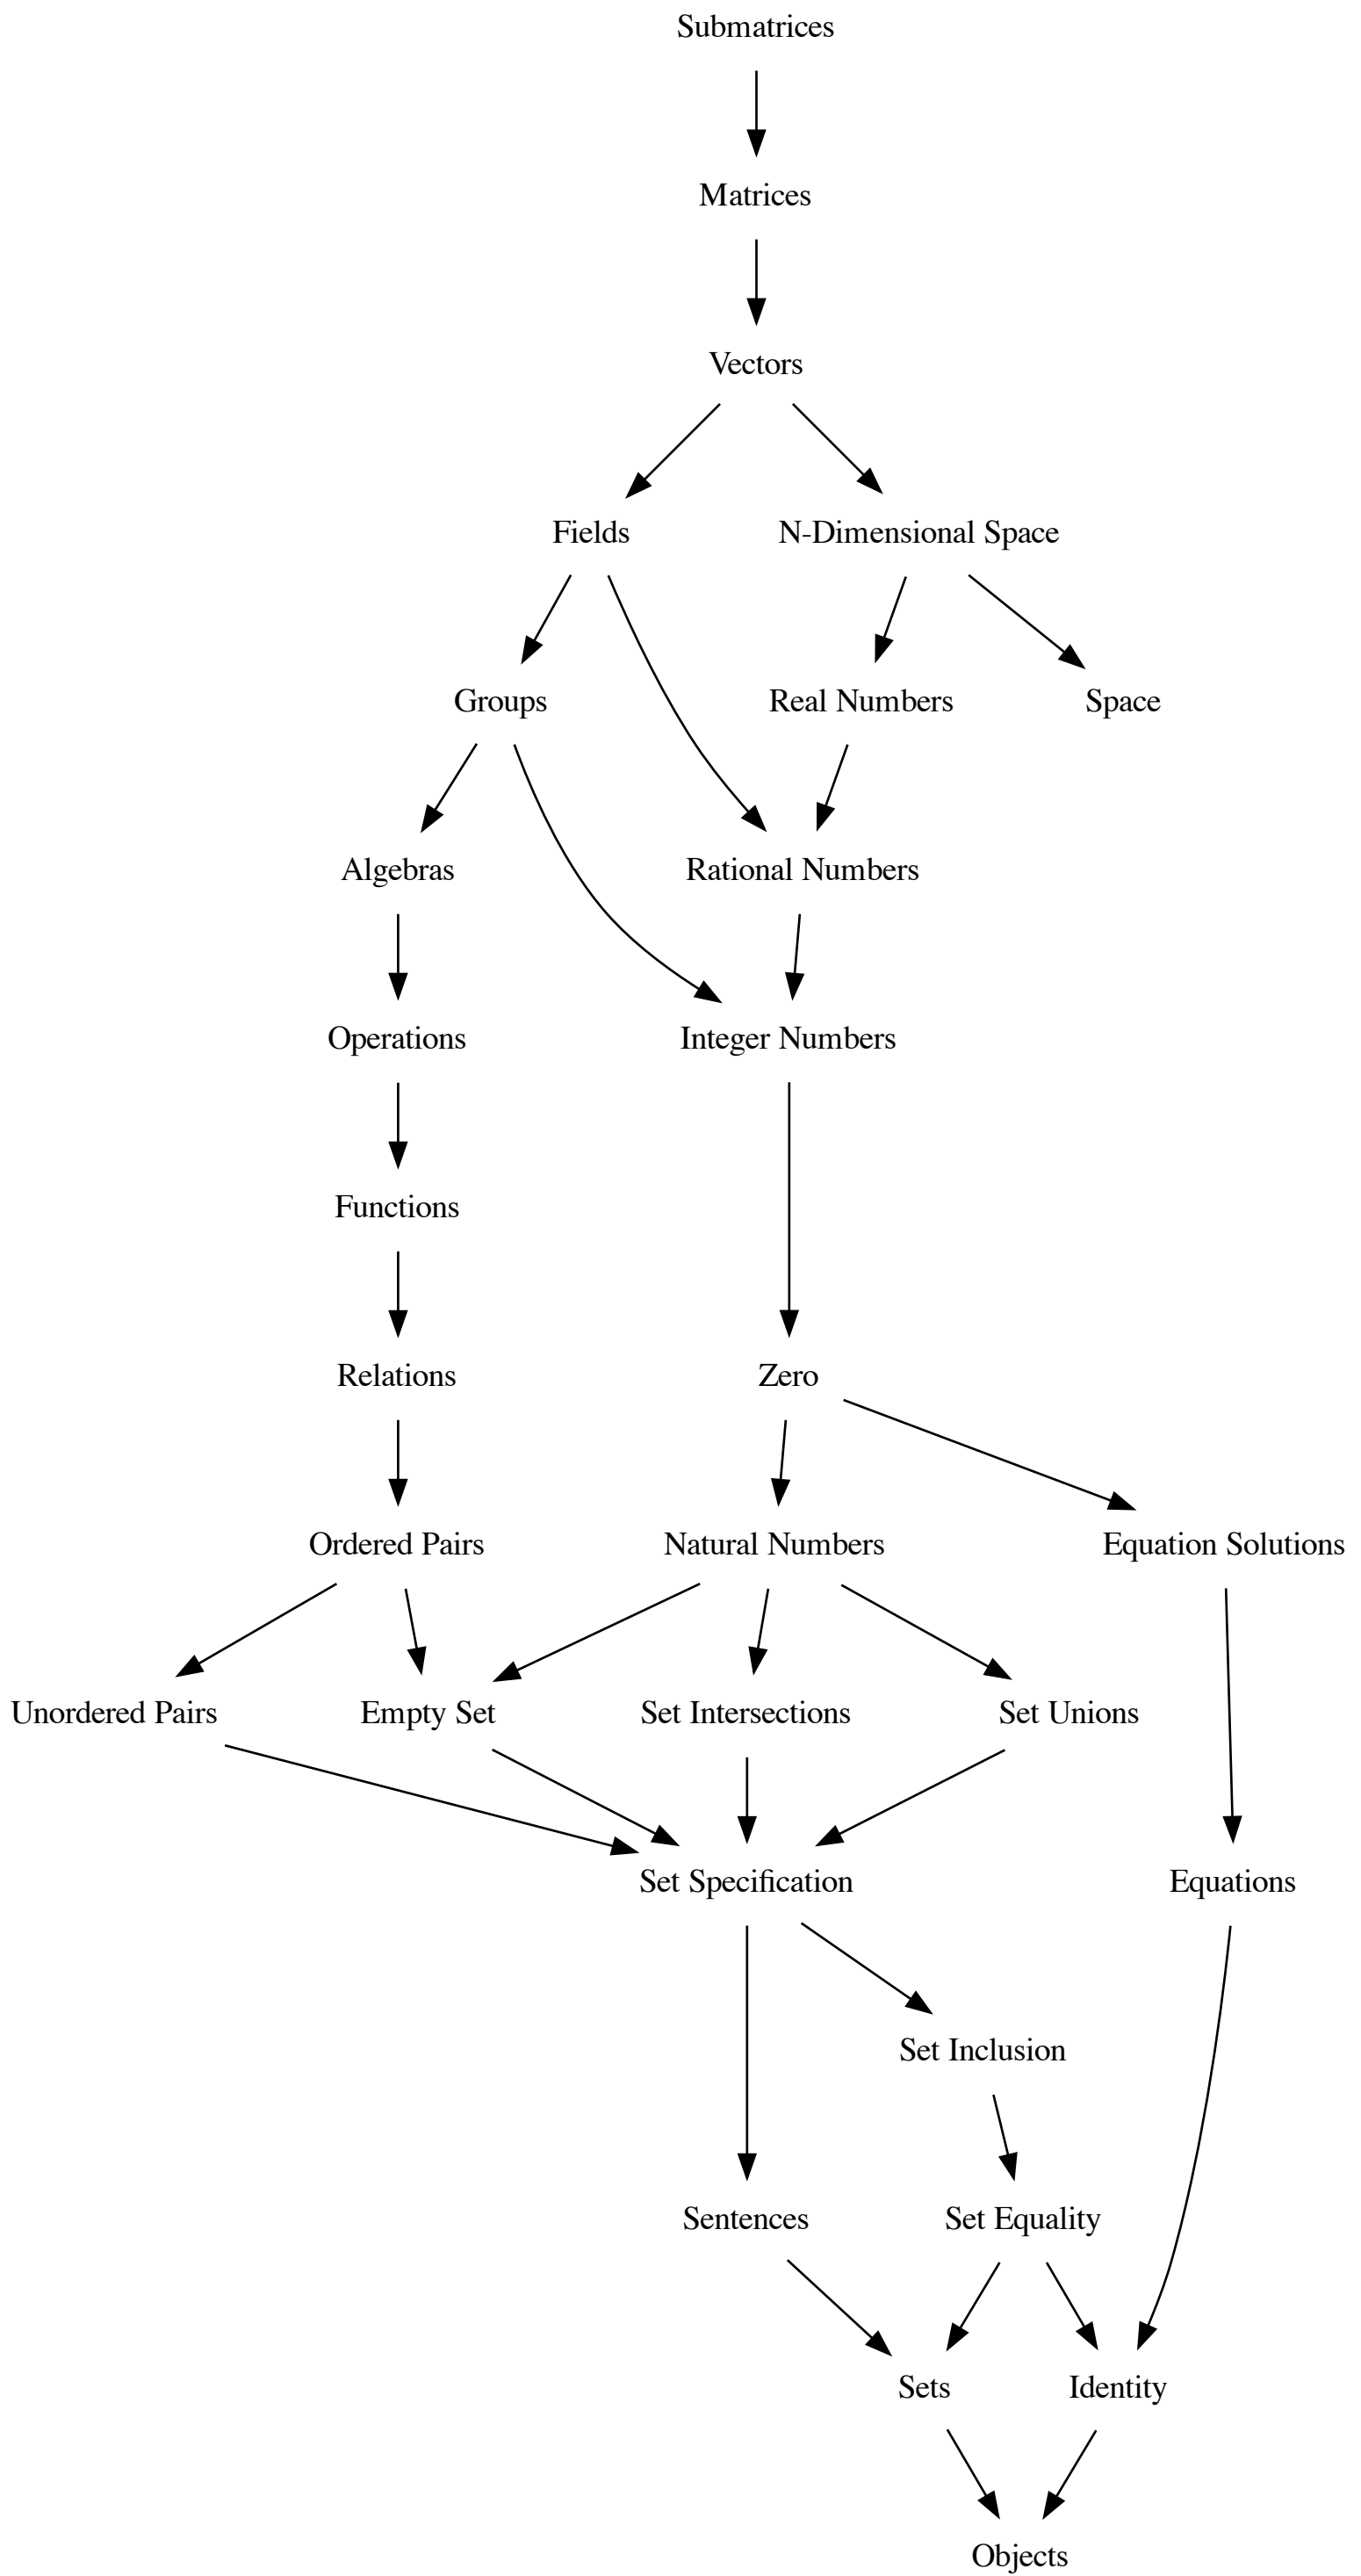 Submatrices
Matrices
Vectors
Fields
N-Dimensional Space
Groups
Real Numbers
Space
Algebras
Rational Numbers
Operations
Integer Numbers
Functions
Relations
Zero
Ordered Pairs
Natural Numbers
Equation Solutions
Unordered Pairs
Empty Set
Set Intersections
Set Unions
Set Specification
Equations
Set Inclusion
Sentences
Set Equality
Sets
Identity
Objects